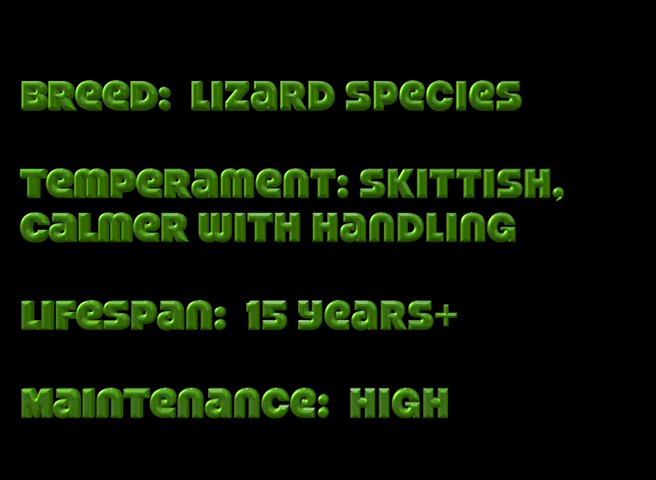 Breed: Lizard species
Temperament: Skittish,
calmer with handling
Lifespan: 15 years+
Maintenance: High